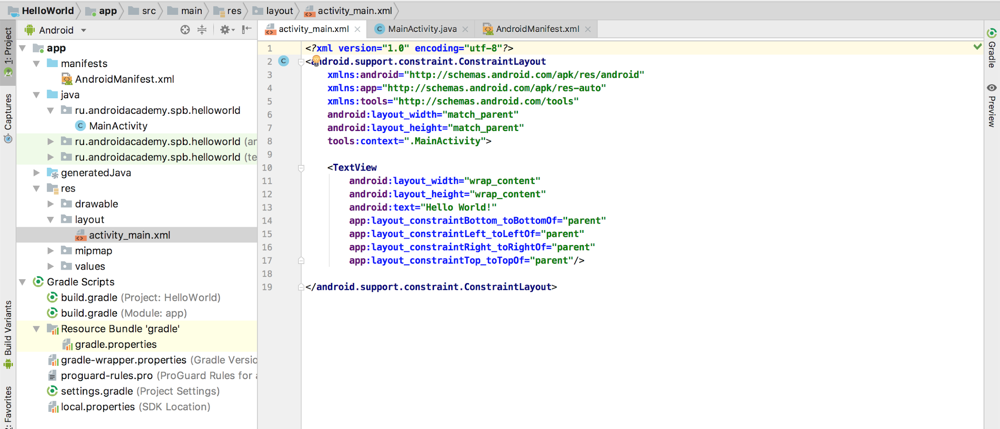 HelloWorld app src main res layout activity_main.xml
1: Project
Captures
Build Variants
2: Favorites
Android
app
manifests
AndroidManifest.xml
java
ru.androidacademy.spb.helloworld
MainActivity
ru.androidacademy.spb.helloworld (an
ru.androidacademy.spb.helloworld (te
generatedJava
res
drawable
layout
activity_main.xml
mipmap
values
Gradle Scripts
build.gradle (Project: HelloWorld)
build.gradle (Module: app)
Resource Bundle 'gradle'
gradle.properties
gradle-wrapper.properties (Gradle Versio
proguard-rules.pro (ProGuard Rules for a
settings.gradle (Project Settings)
local.properties (SDK Location)
activity_main.xml MainActivity.java AndroidManifest.xml
1 <?xml version="1.0" encoding="utf-8"?>
2 <android.support.constraint.ConstraintLayout
3 xmlns:android="http://schemas.android.com/apk/res/android"
4 xmlns:app="http://schemas.android.com/apk/res-auto"
5 xmlns:tools="http://schemas.android.com/tools"
6 android:layout_width="match_parent"
7 android:layout_height="match_parent"
8 tools:context=".MainActivity">
9
10 <TextView
11 android:layout_width="wrap_content"
12 android:layout_height="wrap_content"
13 android:text="Hello World!"
14 app:layout_constraintBottom_toBottomOf="parent"
15 app:layout_constraintLeft_toLeftOf="parent"
16 app:layout_constraintRight_toRightOf="parent"
17 app:layout_constraintTop_toTopOf="parent"/>
18
19 </android.support.constraint.ConstraintLayout>
Gradle
Preview